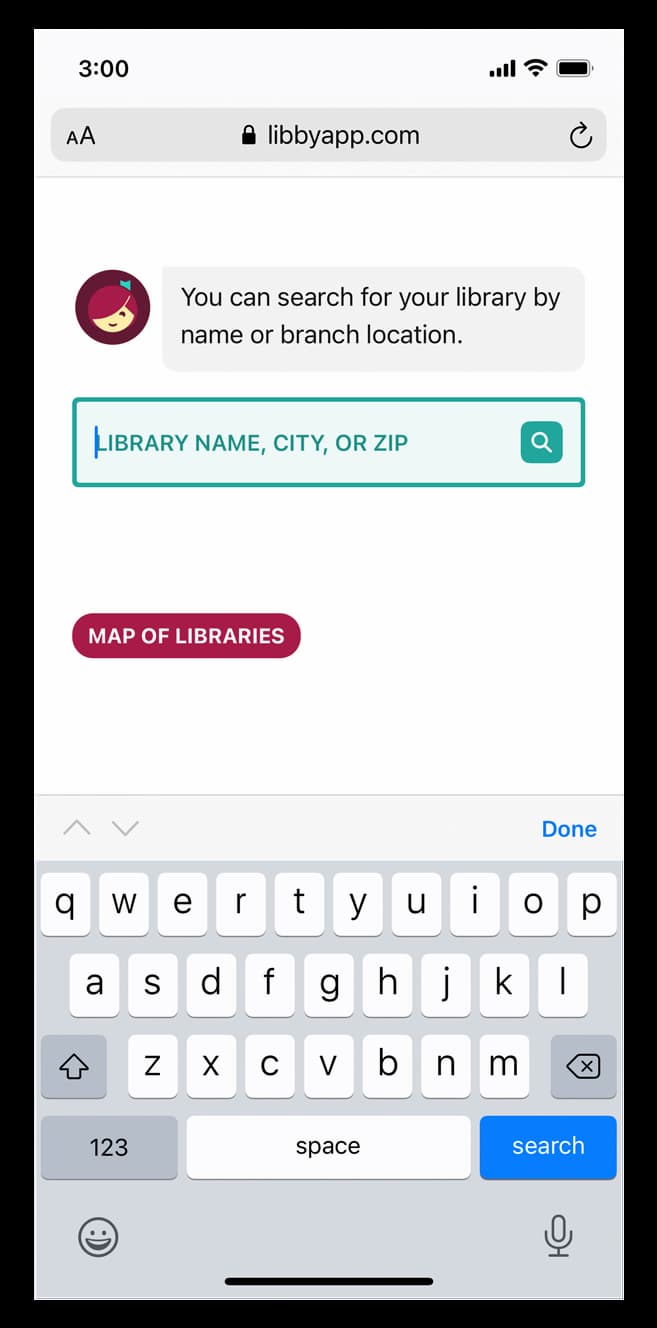 3:00
AA libbyapp.com
You can search for your library by
name or branch location.
LIBRARY NAME, CITY, OR ZIP
MAP OF LIBRARIES
Done
q w e r t y u i o p
a s d f g h j k l
z x c v b n m
123 space search